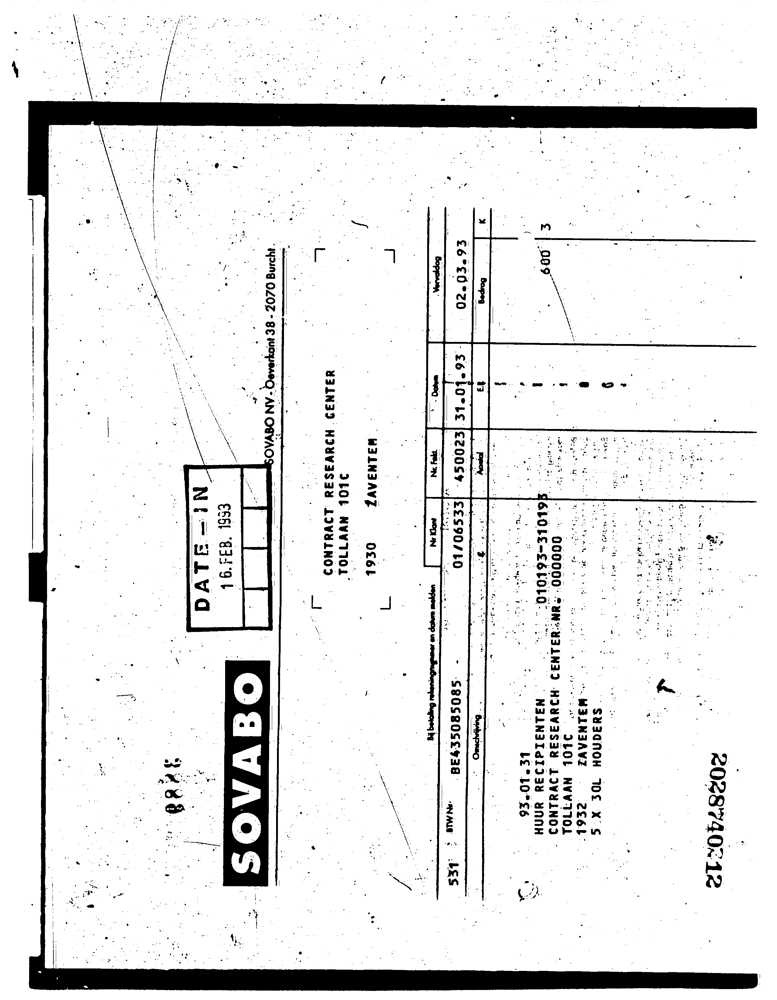 DATE-IN
16.FEB. 1993
SOVABO
SOVABO NV - Oeverkant 38 - 2070 Burcht
CONTRACT RESEARCH CENTER
TOLLAAN 101C
1930 ZAVENTEM
Bij betaling rekeningnummer en datum melden
Nr Klant Nr. Fakt. Datum Vervaldag
531 BTW Nr. BE435085085 01/06533 450023 31.01.93 02.03.93
Omschrijving Aantal E.P. Bedrag K
93.01.31
HUUR RECIPIENTEN 010193-310193 600 3
CONTRACT RESEARCH CENTER NR. 000000
TOLLAAN 101C
1932 ZAVENTEM
5 X 30L HOUDERS